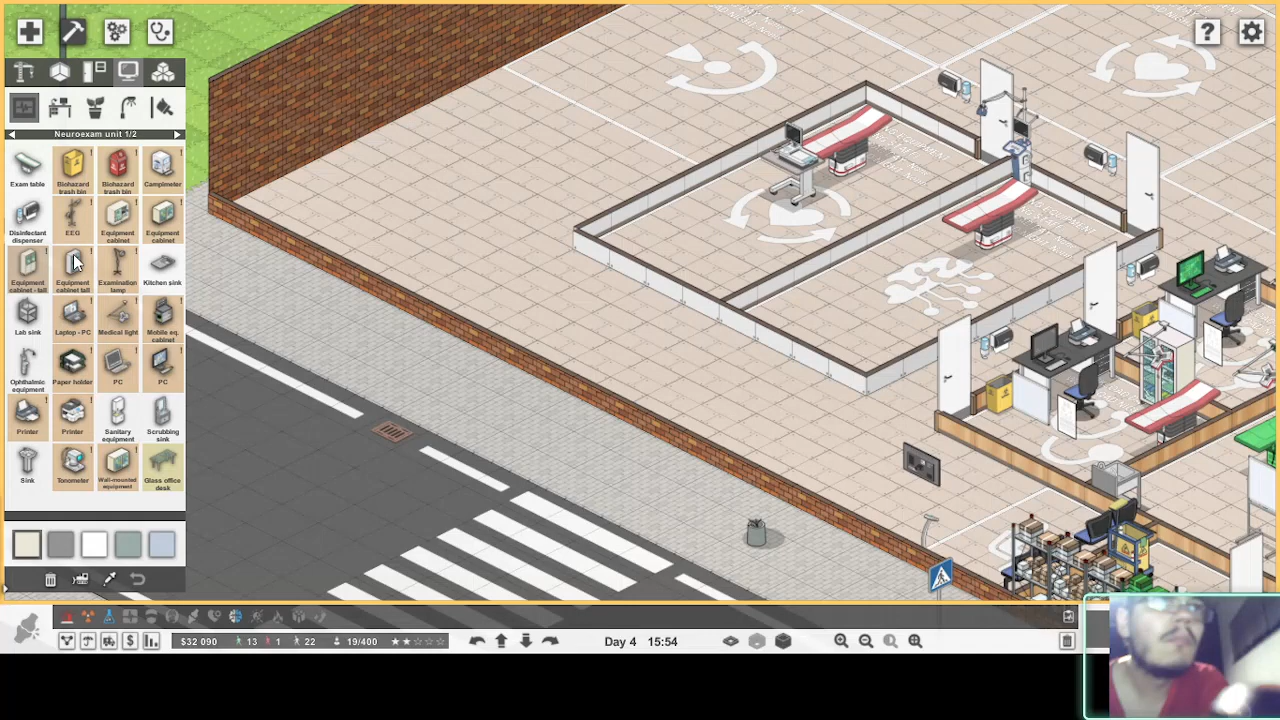 Neuroexam unit 1/2
Exam table
Biohazard trash bin
Biohazard trash bin
Campimeter
Disinfectant dispenser
EEG
Equipment cabinet
Equipment cabinet
Equipment cabinet - tall
Equipment cabinet tall
Examination lamp
Kitchen sink
Lab sink
Laptop - PC
Medical light
Mobile eq. cabinet
Ophthalmic equipment
Paper holder
PC
PC
Printer
Printer
Sanitary equipment
Scrubbing sink
Sink
Tonometer
Wall-mounted equipment
Glass office desk
$32 090
13
1
22
19/400
Day 4 15:54